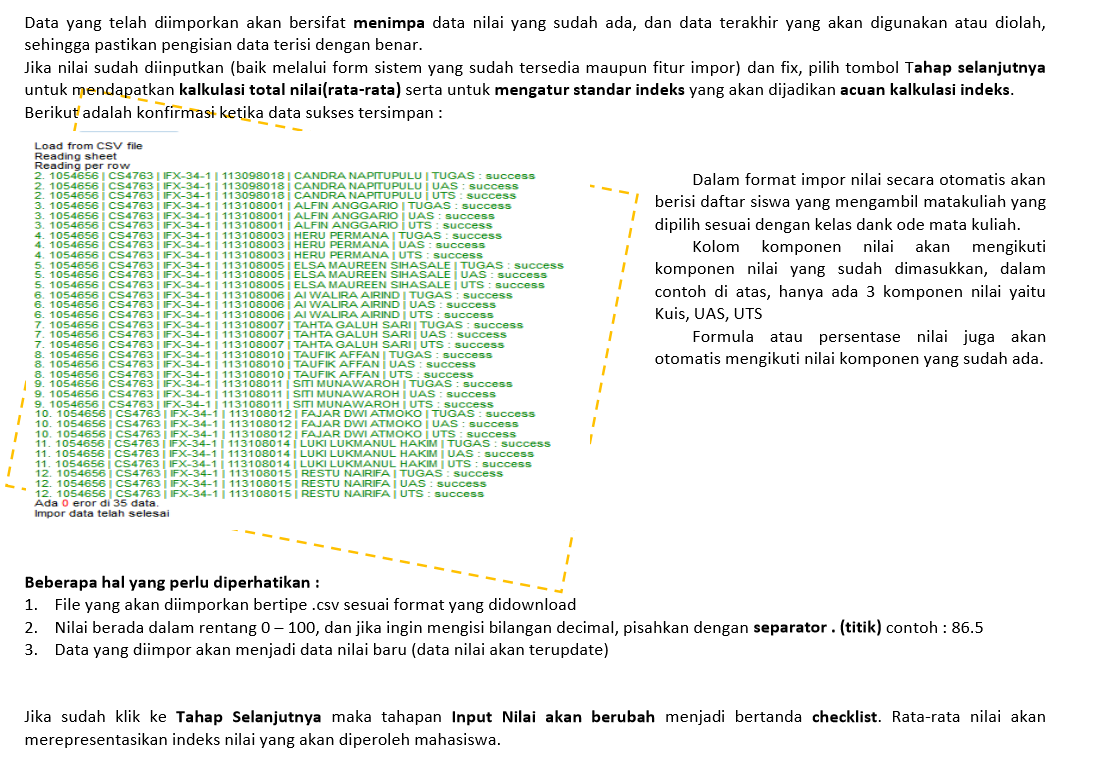 Data yang telah diimporkan akan bersifat menimpa data nilai yang sudah ada, dan data terakhir yang akan digunakan atau diolah,
sehingga pastikan pengisian data terisi dengan benar.
Jika nilai sudah diinputkan (baik melalui form sistem yang sudah tersedia maupun fitur impor) dan fix, pilih tombol Tahap selanjutnya
untuk mendapatkan kalkulasi total nilai(rata-rata) serta untuk mengatur standar indeks yang akan dijadikan acuan kalkulasi indeks.
Berikut adalah konfirmasi ketika data sukses tersimpan :
Load from CSV file
Reading sheet
Reading per row
2. 1054656 | CS4763 | IFX-34-1 | 113098018 | CANDRA NAPITUPULU | TUGAS : success
2. 1054656 | CS4763 | IFX-34-1 | 113098018 | CANDRA NAPITUPULU | UAS : success
2. 1054656 | CS4763 | IFX-34-1 | 113098018 | CANDRA NAPITUPULU | UTS : success
3. 1054656 | CS4763 | IFX-34-1 | 113108001 | ALFIN ANGGARIO | TUGAS : success
3. 1054656 | CS4763 | IFX-34-1 | 113108001 | ALFIN ANGGARIO | UAS : success
3. 1054656 | CS4763 | IFX-34-1 | 113108001 | ALFIN ANGGARIO | UTS : success
4. 1054656 | CS4763 | IFX-34-1 | 113108003 | HERU PERMANA | TUGAS : success
4. 1054656 | CS4763 | IFX-34-1 | 113108003 | HERU PERMANA | UAS : success
4. 1054656 | CS4763 | IFX-34-1 | 113108003 | HERU PERMANA | UTS : success
5. 1054656 | CS4763 | IFX-34-1 | 113108005 | ELSA MAUREEN SIHASALE | TUGAS : success
5. 1054656 | CS4763 | IFX-34-1 | 113108005 | ELSA MAUREEN SIHASALE | UAS : success
5. 1054656 | CS4763 | IFX-34-1 | 113108005 | ELSA MAUREEN SIHASALE | UTS : success
6. 1054656 | CS4763 | IFX-34-1 | 113108006 | AI WALIRA AIRIND | TUGAS : success
6. 1054656 | CS4763 | IFX-34-1 | 113108006 | AI WALIRA AIRIND | UAS : success
6. 1054656 | CS4763 | IFX-34-1 | 113108006 | AI WALIRA AIRIND | UTS : success
7. 1054656 | CS4763 | IFX-34-1 | 113108007 | TAHTA GALUH SARI | TUGAS : success
7. 1054656 | CS4763 | IFX-34-1 | 113108007 | TAHTA GALUH SARI | UAS : success
7. 1054656 | CS4763 | IFX-34-1 | 113108007 | TAHTA GALUH SARI | UTS : success
8. 1054656 | CS4763 | IFX-34-1 | 113108010 | TAUFIK AFFAN | TUGAS : success
8. 1054656 | CS4763 | IFX-34-1 | 113108010 | TAUFIK AFFAN | UAS : success
8. 1054656 | CS4763 | IFX-34-1 | 113108010 | TAUFIK AFFAN | UTS : success
9. 1054656 | CS4763 | IFX-34-1 | 113108011 | SITI MUNAWAROH | TUGAS : success
9. 1054656 | CS4763 | IFX-34-1 | 113108011 | SITI MUNAWAROH | UAS : success
9. 1054656 | CS4763 | IFX-34-1 | 113108011 | SITI MUNAWAROH | UTS : success
10. 1054656 | CS4763 | IFX-34-1 | 113108012 | FAJAR DWI ATMOKO | TUGAS : success
10. 1054656 | CS4763 | IFX-34-1 | 113108012 | FAJAR DWI ATMOKO | UAS : success
10. 1054656 | CS4763 | IFX-34-1 | 113108012 | FAJAR DWI ATMOKO | UTS : success
11. 1054656 | CS4763 | IFX-34-1 | 113108014 | LUKI LUKMANUL HAKIM | TUGAS : success
11. 1054656 | CS4763 | IFX-34-1 | 113108014 | LUKI LUKMANUL HAKIM | UAS : success
11. 1054656 | CS4763 | IFX-34-1 | 113108014 | LUKI LUKMANUL HAKIM | UTS : success
12. 1054656 | CS4763 | IFX-34-1 | 113108015 | RESTU NAIRIFA | TUGAS : success
12. 1054656 | CS4763 | IFX-34-1 | 113108015 | RESTU NAIRIFA | UAS : success
12. 1054656 | CS4763 | IFX-34-1 | 113108015 | RESTU NAIRIFA | UTS : success
Ada 0 eror di 35 data.
Impor data telah selesai
Dalam format impor nilai secara otomatis akan
berisi daftar siswa yang mengambil matakuliah yang
dipilih sesuai dengan kelas dank ode mata kuliah.
Kolom komponen nilai akan mengikuti
komponen nilai yang sudah dimasukkan, dalam
contoh di atas, hanya ada 3 komponen nilai yaitu
Kuis, UAS, UTS
Formula atau persentase nilai juga akan
otomatis mengikuti nilai komponen yang sudah ada.
Beberapa hal yang perlu diperhatikan :
1. File yang akan diimporkan bertipe .csv sesuai format yang didownload
2. Nilai berada dalam rentang 0 – 100, dan jika ingin mengisi bilangan decimal, pisahkan dengan separator . (titik) contoh : 86.5
3. Data yang diimpor akan menjadi data nilai baru (data nilai akan terupdate)
Jika sudah klik ke Tahap Selanjutnya maka tahapan Input Nilai akan berubah menjadi bertanda checklist. Rata-rata nilai akan
merepresentasikan indeks nilai yang akan diperoleh mahasiswa.